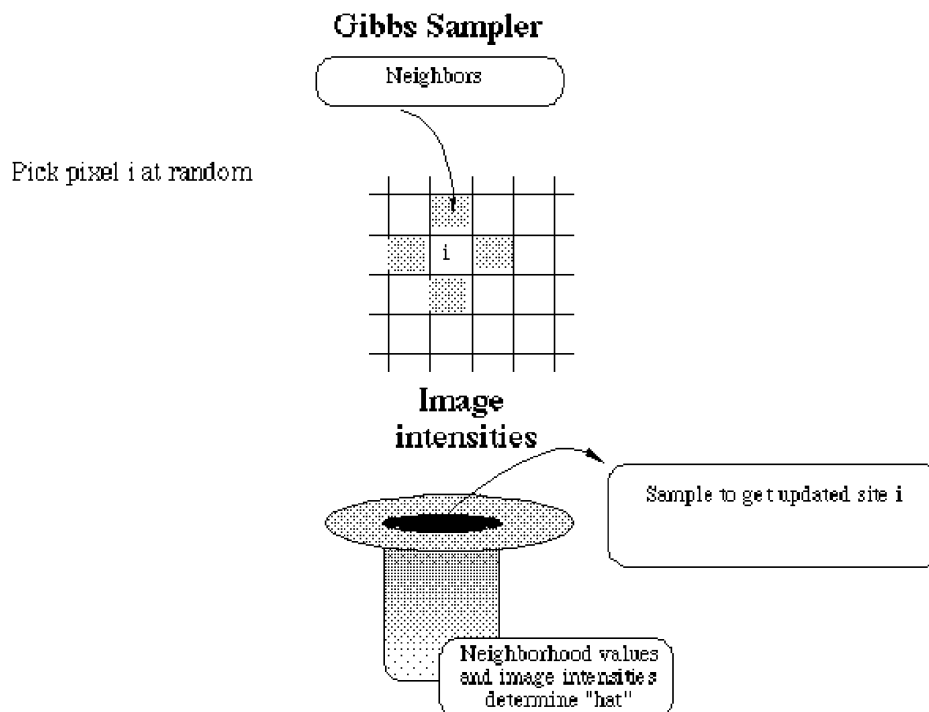 Gibbs Sampler
Neighbors
Pick pixel i at random
i
Image
intensities
Sample to get updated site i
Neighborhood values
and image intensities
determine "hat"